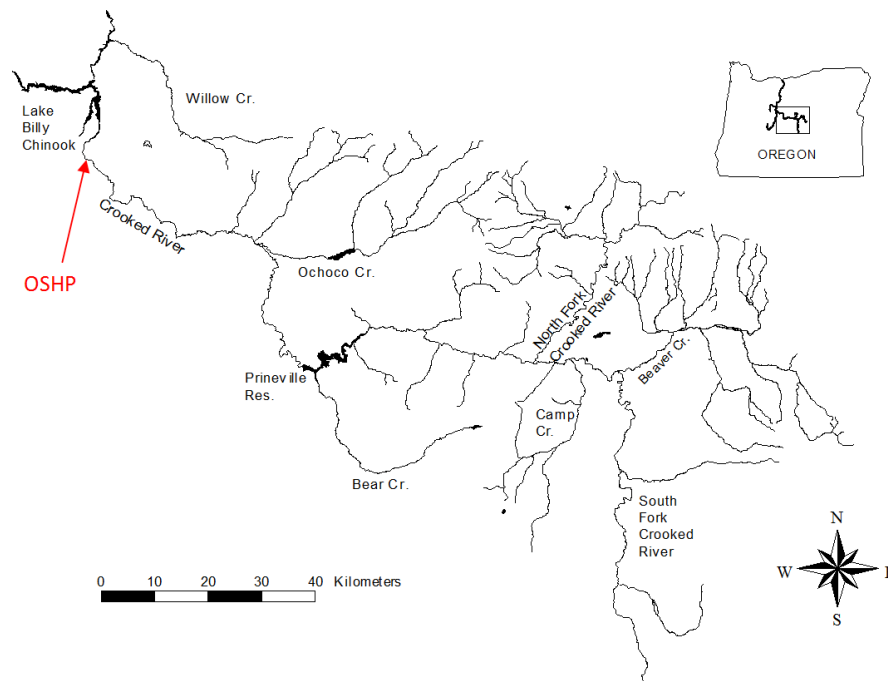 Willow Cr.
Lake
Billy
Chinook
OREGON
Crooked River
OSHP
Ochoco Cr.
North Fork
Crooked River
Prineville
Res.
Beaver Cr.
Camp
Cr.
Bear Cr.
South
Fork
Crooked
River
N
W
E
S
0 10 20 30 40 Kilometers